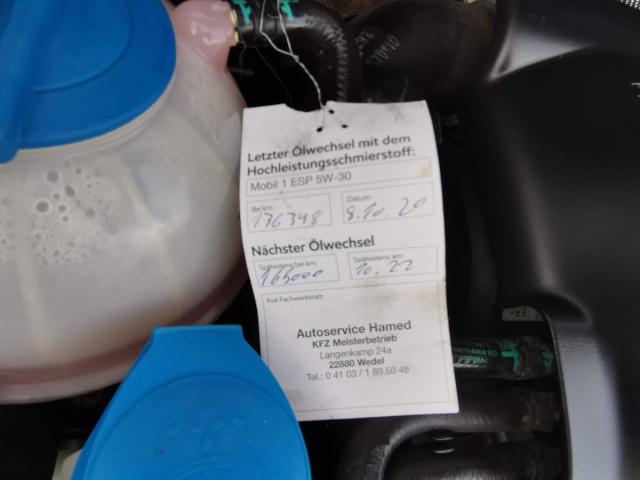 Letzter Ölwechsel mit dem
Hochleistungsschmierstoff:
Mobil 1 ESP 5W-30
Bei km: Datum:
136348 8.10.20
Nächster Ölwechsel
Spätestens bei km: Spätestens am:
166000 10.22
Ihre Fachwerkstatt:
Autoservice Hamed
KFZ Meisterbetrieb
Langenkamp 24a
22880 Wedel
Tel.: 0 41 03 / 1 89.50 48